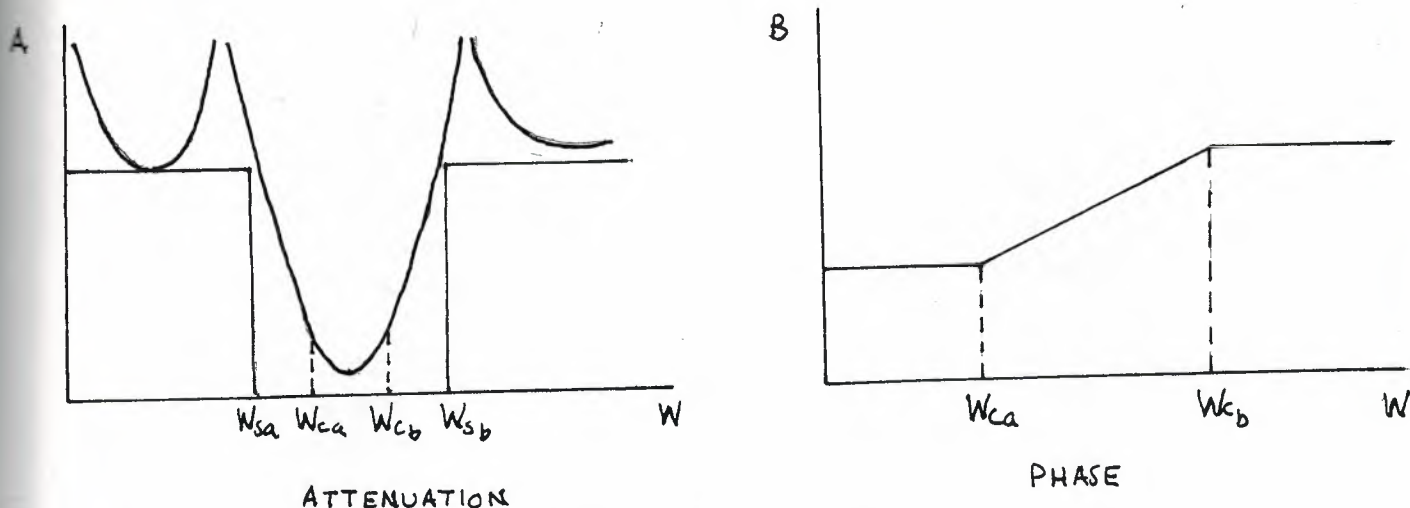 A
Wsa Wca Wcb Wsb W
ATTENUATION
B
Wca Wcb W
PHASE